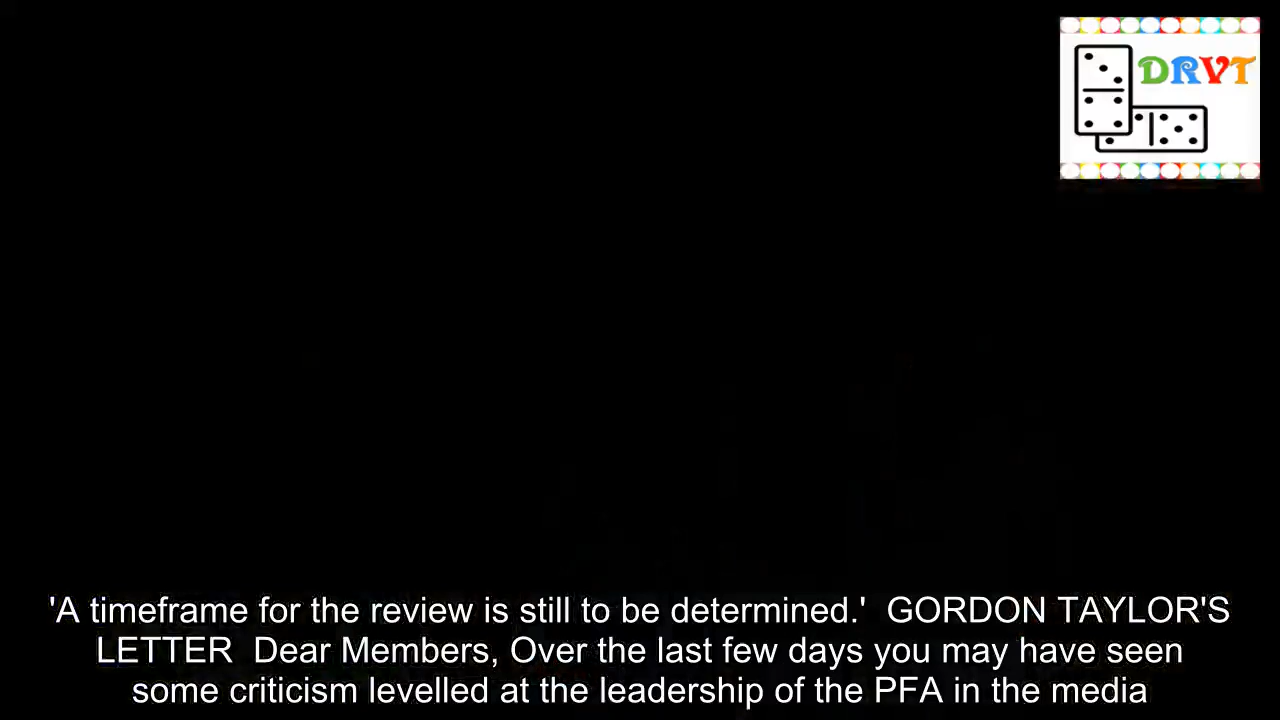 DRVT
'A timeframe for the review is still to be determined.'  GORDON TAYLOR'S
LETTER  Dear Members, Over the last few days you may have seen
some criticism levelled at the leadership of the PFA in the media